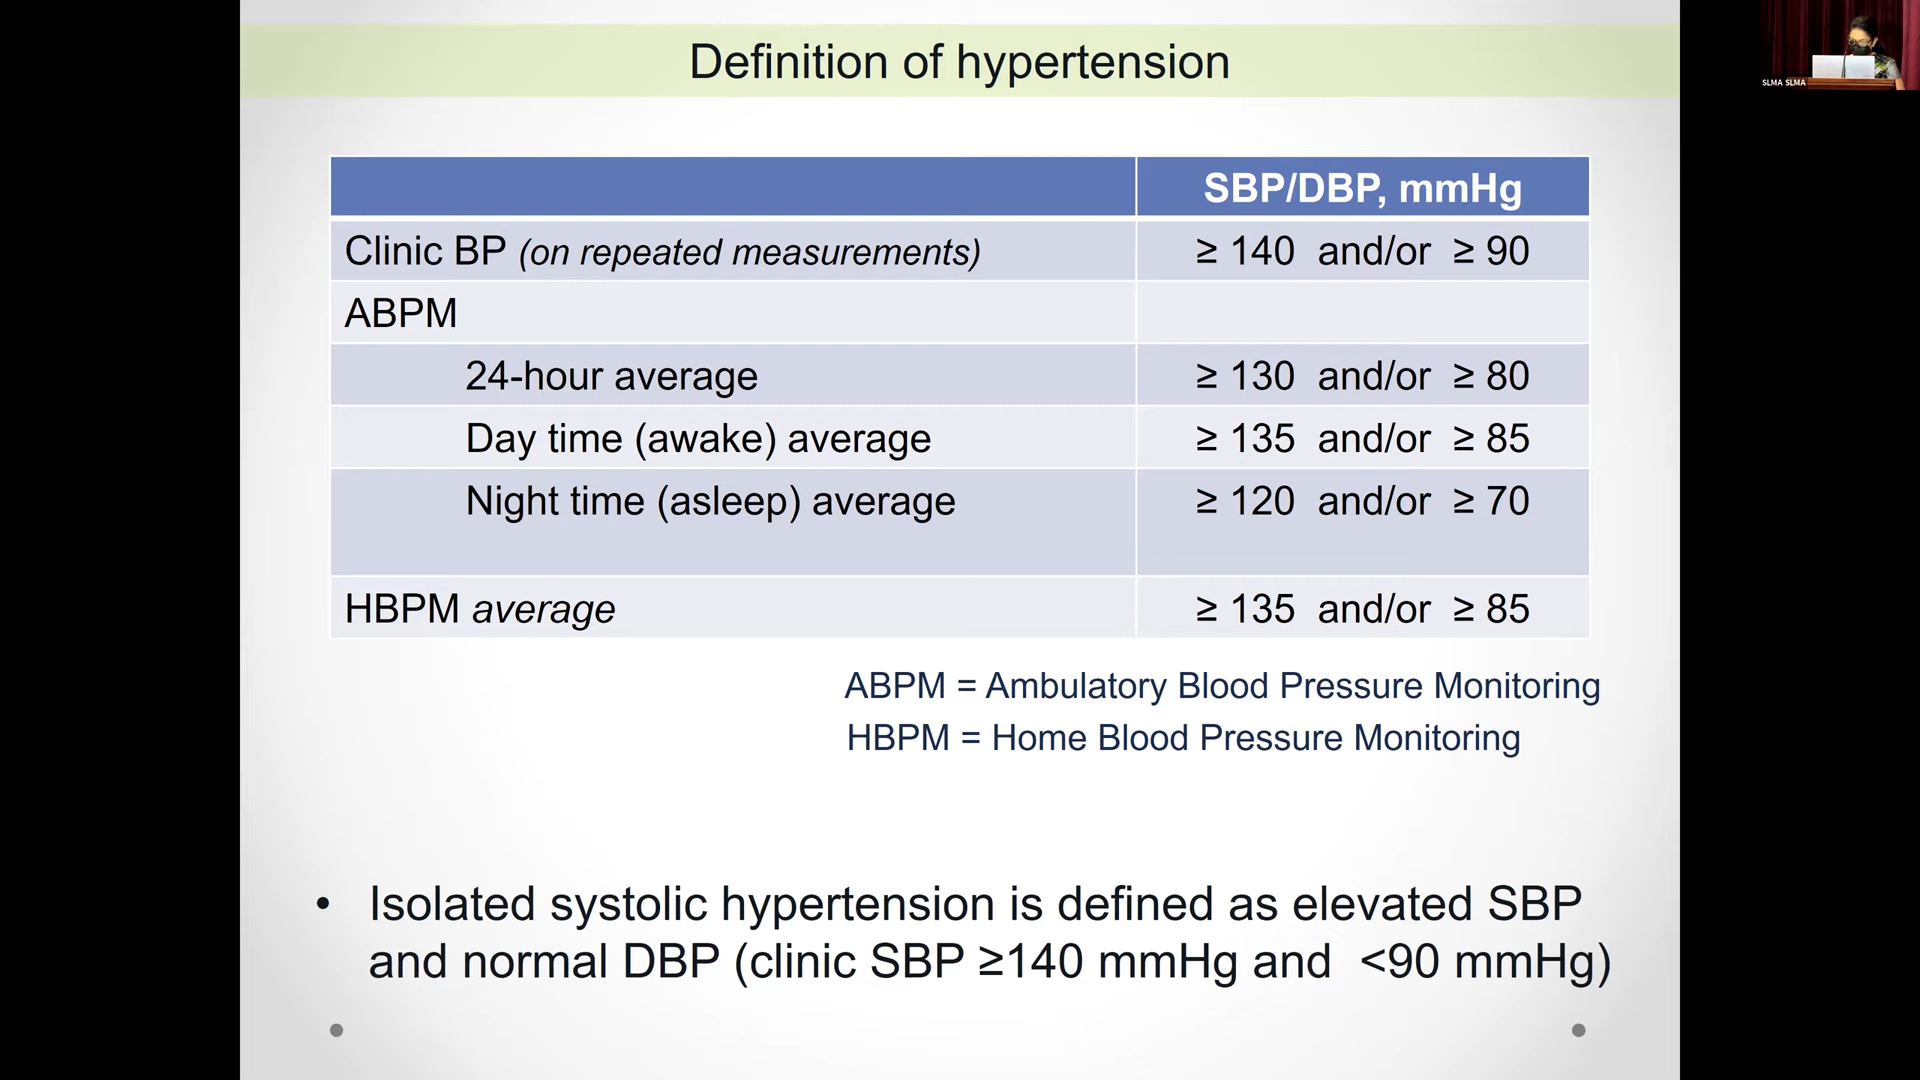 Definition of hypertension
SLMA SLMA
SBP/DBP, mmHg
Clinic BP (on repeated measurements) ≥ 140 and/or ≥ 90
ABPM
24-hour average ≥ 130 and/or ≥ 80
Day time (awake) average ≥ 135 and/or ≥ 85
Night time (asleep) average ≥ 120 and/or ≥ 70
HBPM average ≥ 135 and/or ≥ 85
ABPM = Ambulatory Blood Pressure Monitoring
HBPM = Home Blood Pressure Monitoring
• Isolated systolic hypertension is defined as elevated SBP
and normal DBP (clinic SBP ≥140 mmHg and <90 mmHg)